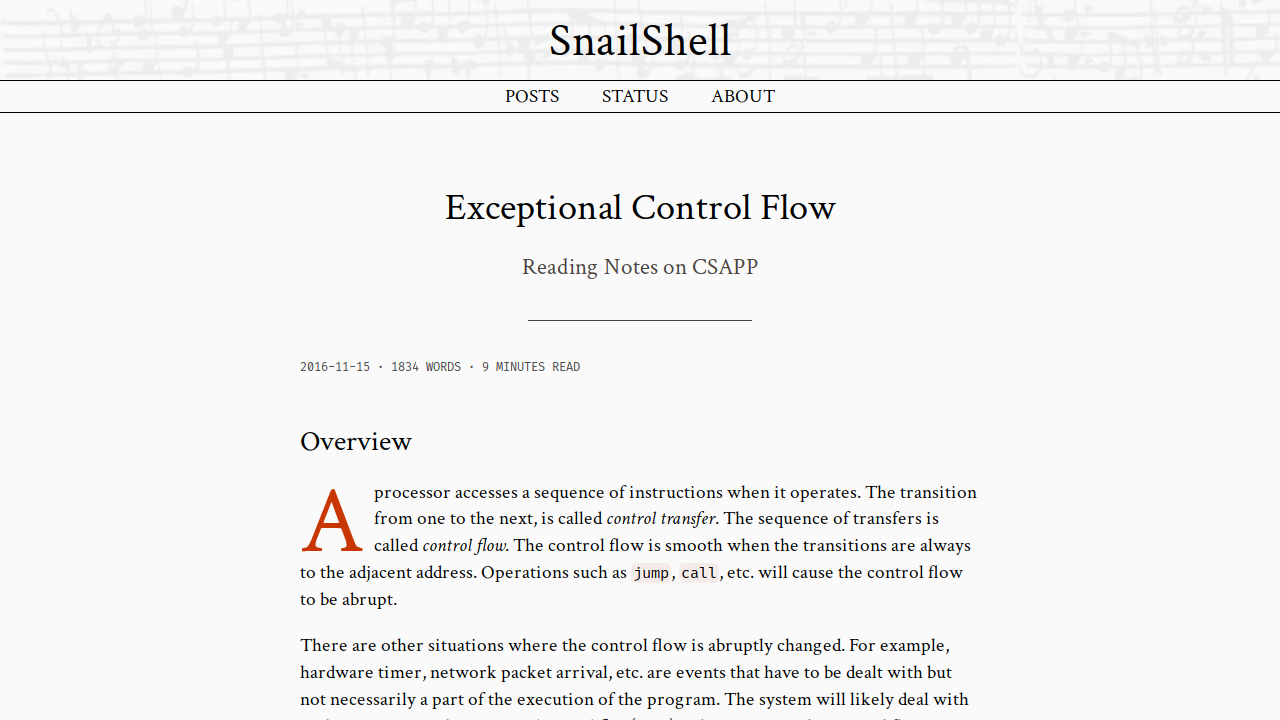 SnailShell
POSTS STATUS ABOUT
Exceptional Control Flow
Reading Notes on CSAPP
2016-11-15 · 1834 WORDS · 9 MINUTES READ
Overview
A processor accesses a sequence of instructions when it operates. The transition
from one to the next, is called control transfer. The sequence of transfers is
called control flow. The control flow is smooth when the transitions are always
to the adjacent address. Operations such as jump, call, etc. will cause the control flow
to be abrupt.
There are other situations where the control flow is abruptly changed. For example,
hardware timer, network packet arrival, etc. are events that have to be dealt with but
not necessarily a part of the execution of the program. The system will likely deal with